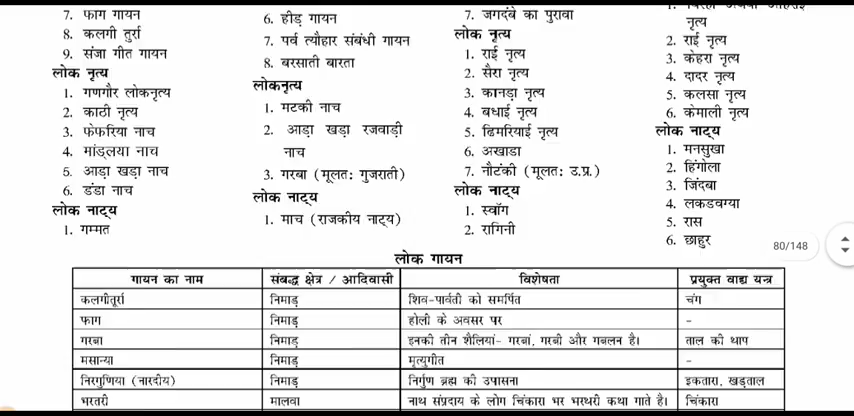 7. फाग गायन
8. कलगी तुर्रा
9. संजा गीत गायन
लोक नृत्य
1. गणगौर लोकनृत्य
2. काठी नृत्य
3. फेफरिया नाच
4. मांड्लया नाच
5. आड़ा खड़ा नाच
6. डंडा नाच
लोक नाट्य
1. गम्मत
6. हीड़ गायन
7. पर्व त्यौहार संबंधी गायन
8. बरसाती बारता
लोकनृत्य
1. मटकी नाच
2. आड़ा खड़ा रजवाड़ी
नाच
3. गरबा (मूलत: गुजराती)
लोक नाट्य
1. माच (राजकीय नाट्य)
7. जगदंबे का पुरावा
लोक नृत्य
1. राई नृत्य
2. सैरा नृत्य
3. कानड़ा नृत्य
4. बधाई नृत्य
5. ढिमरियाई नृत्य
6. अखाडा
7. नौटंकी (मूलत: उ.प्र.)
लोक नाट्य
1. स्वाँग
2. रागिनी
नृत्य
2. राई नृत्य
3. केहरा नृत्य
4. दादर नृत्य
5. कलसा नृत्य
6. केमाली नृत्य
लोक नाट्य
1. मनसुखा
2. हिंगोला
3. जिंदबा
4. लकडवग्या
5. रास
6. छाहुर
80/148
लोक गायन
गायन का नाम संबद्ध क्षेत्र / आदिवासी विशेषता प्रयुक्त वाद्य यन्त्र
कलगीतूर्रा निमाड़ शिव-पार्वती को समर्पित चंग
फाग निमाड़ होली के अवसर पर -
गरबा निमाड़ इनकी तीन शैलियां- गरबां, गरबी और गबलन है। ताल की थाप
मसान्या निमाड़ मृत्युगीत -
निरगुणिया (नारदीय) निमाड़ निर्गुण ब्रह्म की उपासना इकतारा, खड़ताल
भरतरी मालवा नाथ संप्रदाय के लोग चिंकारा भर भरथरी कथा गाते है। चिंकारा